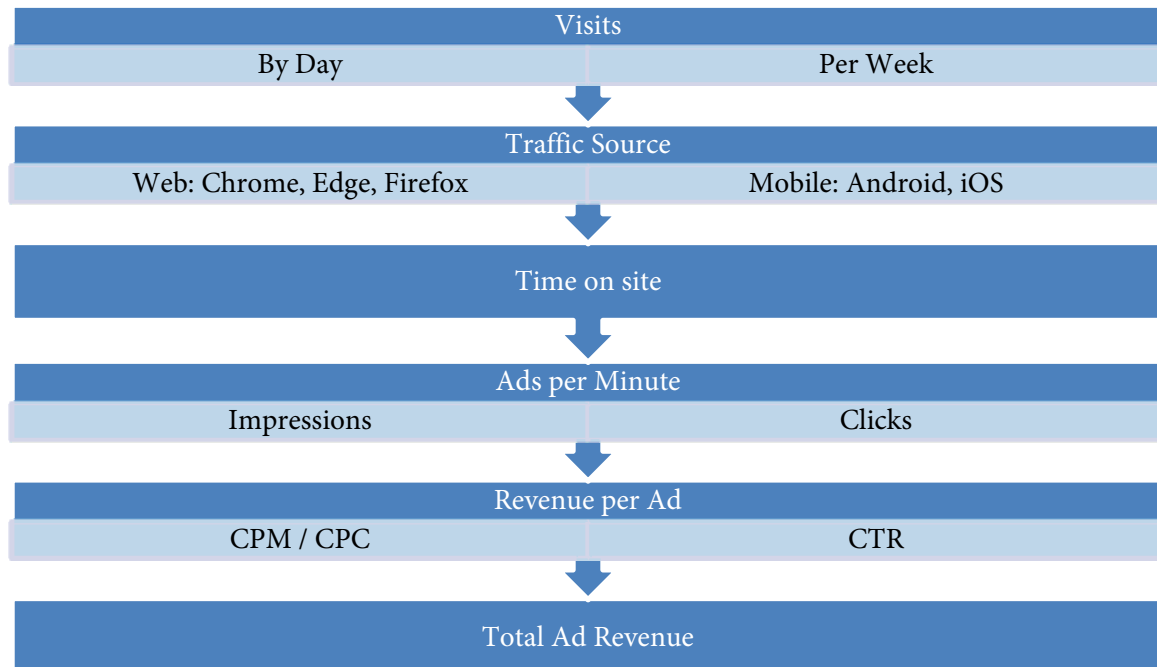 Visits
By Day Per Week
Traffic Source
Web: Chrome, Edge, Firefox Mobile: Android, iOS
Time on site
Ads per Minute
Impressions Clicks
Revenue per Ad
CPM / CPC CTR
Total Ad Revenue